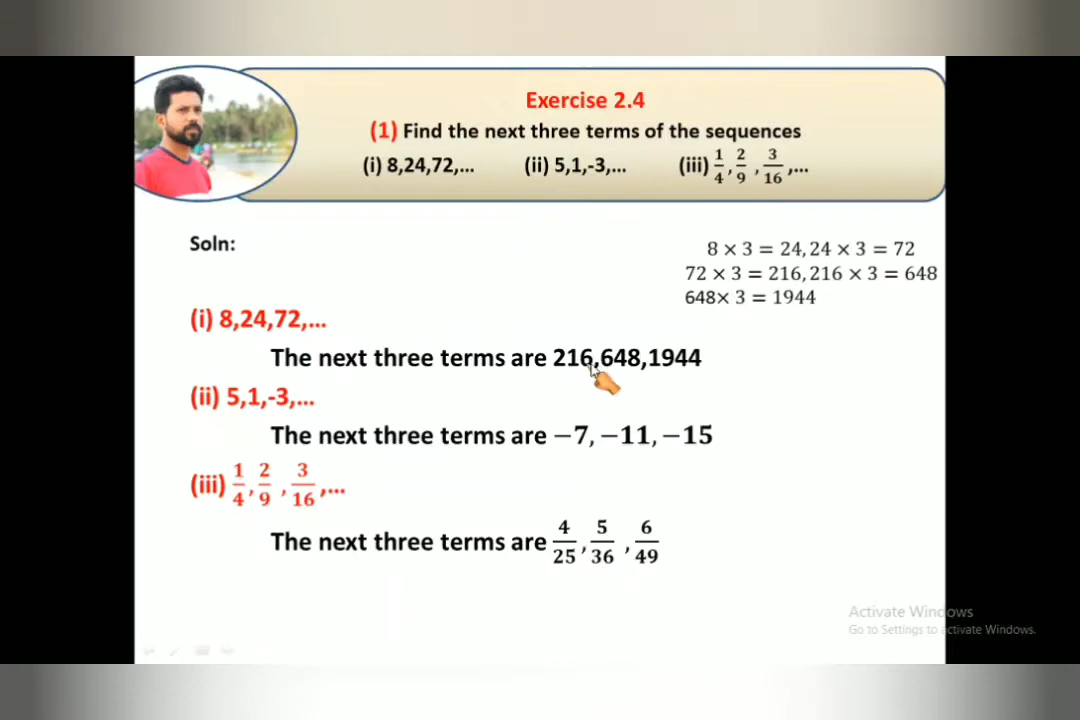 Exercise 2.4
(1) Find the next three terms of the sequences
(i) 8,24,72,... (ii) 5,1,-3,... (iii) 1/4, 2/9, 3/16,...
Soln:
8 × 3 = 24, 24 × 3 = 72
72 × 3 = 216, 216 × 3 = 648
648× 3 = 1944
(i) 8,24,72,...
The next three terms are 216,648,1944
(ii) 5,1,-3,...
The next three terms are −7, −11, −15
(iii) 1/4, 2/9, 3/16,...
The next three terms are 4/25, 5/36, 6/49
Activate Windows
Go to Settings to activate Windows.